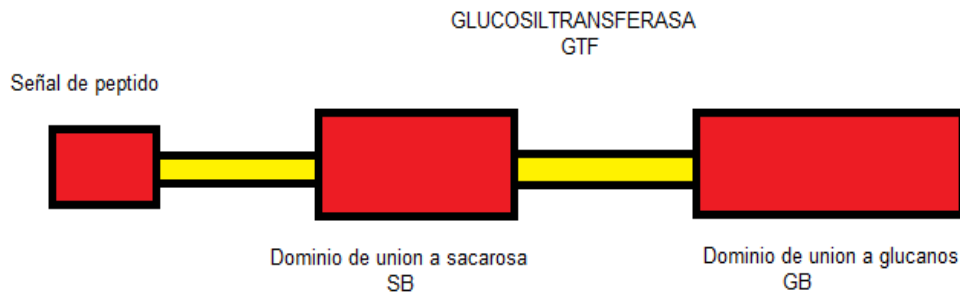 GLUCOSILTRANSFERASA
GTF
Señal de peptido
Dominio de union a sacarosa
SB
Dominio de union a glucanos
GB